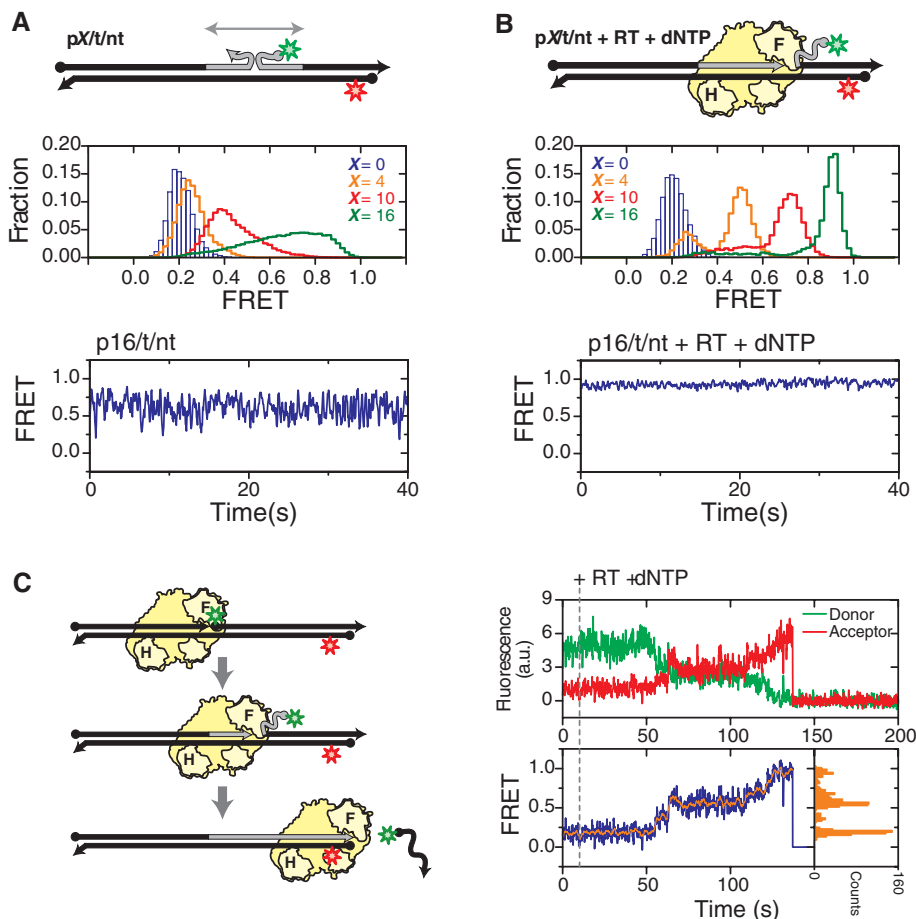 A
pX/t/nt
0.20
0.15
0.10
0.05
0.00
Fraction
X= 0
X= 4
X= 10
X= 16
0.0 0.2 0.4 0.6 0.8 1.0
FRET
p16/t/nt
1.0
0.5
0.0
FRET
0 20 40
Time(s)
B
pX/t/nt + RT + dNTP
F
H
0.20
0.15
0.10
0.05
0.00
Fraction
X= 0
X= 4
X= 10
X= 16
0.0 0.2 0.4 0.6 0.8 1.0
FRET
p16/t/nt + RT + dNTP
1.0
0.5
0.0
FRET
0 20 40
Time(s)
C
F
H
F
H
F
H
+ RT +dNTP
9
6
3
0
Fluorescence
(a.u.)
Donor
Acceptor
0 50 100 150 200
1.0
0.5
0.0
FRET
0 50 100
Time (s)
0 160
Counts